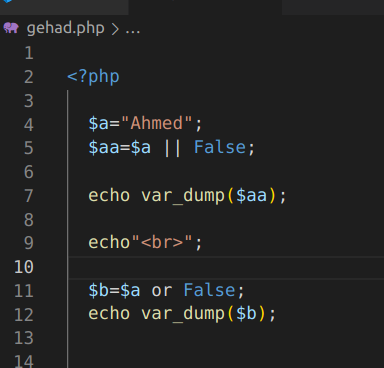 gehad.php > ...
1
2 <?php
3
4 $a="Ahmed";
5 $aa=$a || False;
6
7 echo var_dump($aa);
8
9 echo"<br>";
10
11 $b=$a or False;
12 echo var_dump($b);
13
14